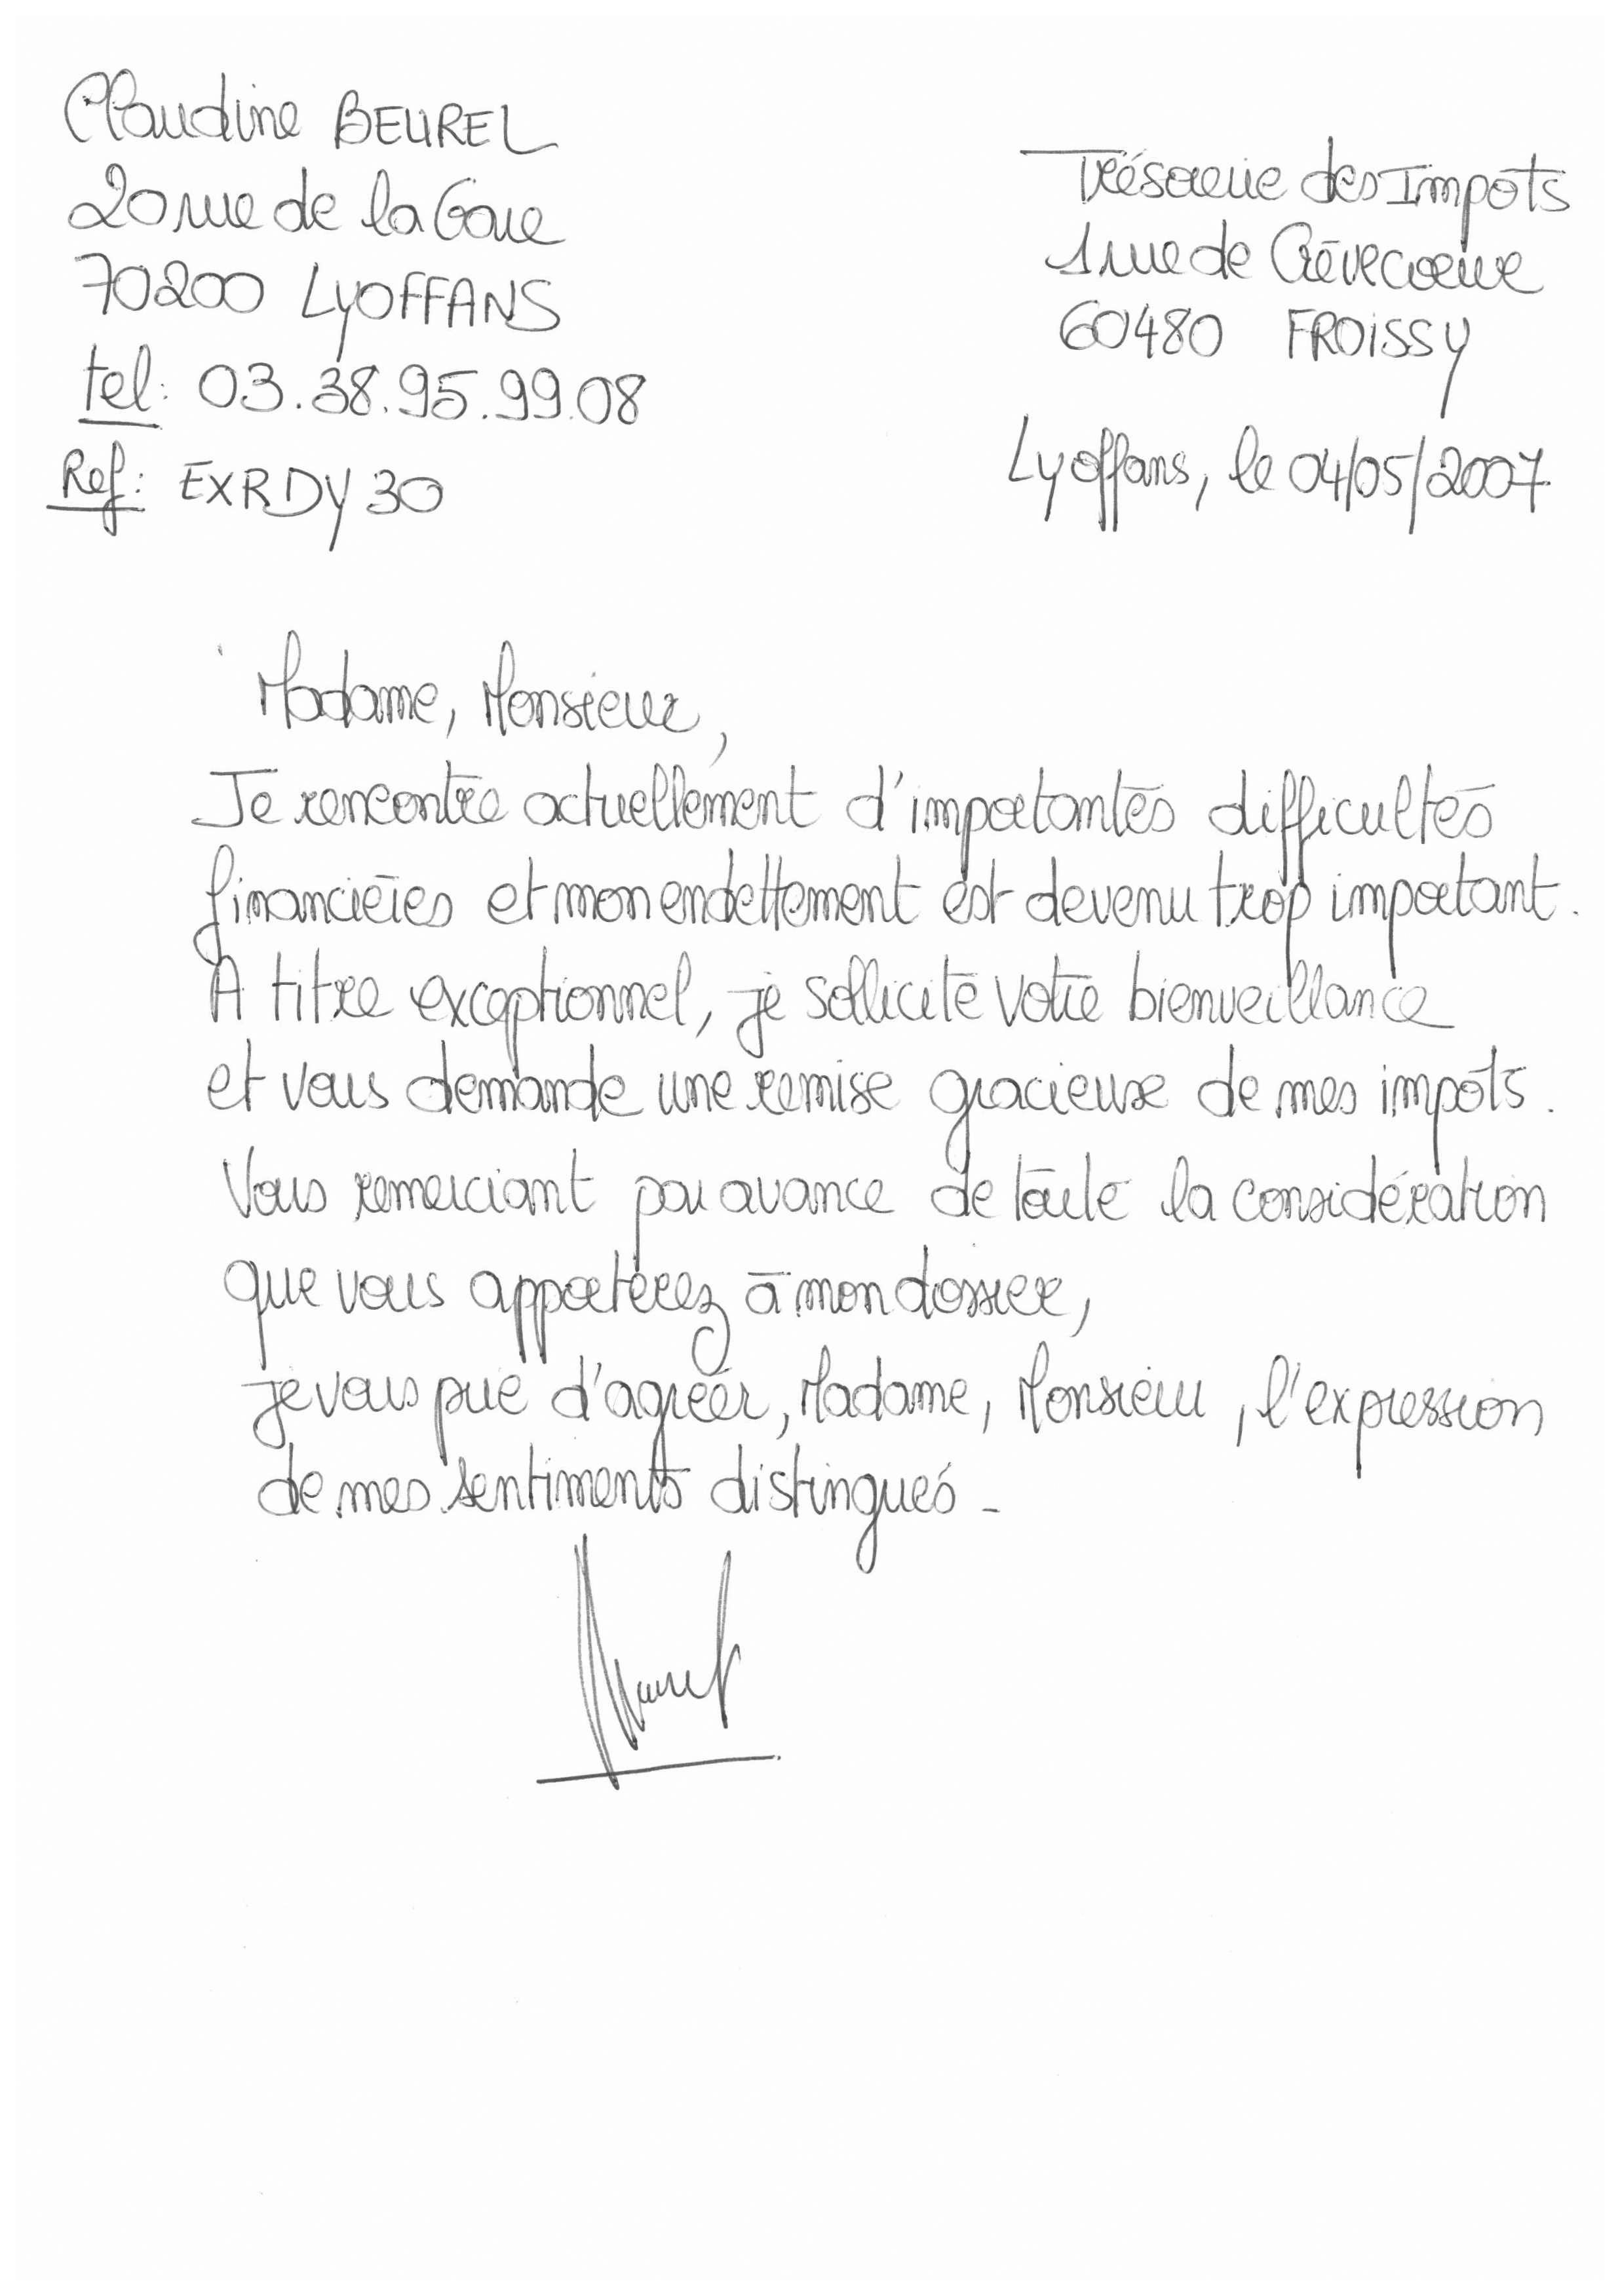 Claudine BEUREL
20 rue de la Gare
70200 LYOFFANS
tel: 03.38.95.99.08
Ref: EXRDY30
Trésorerie des Impôts
1 rue de Crèvecoeur
60480 FROISSY
Lyoffans, le 04/05/2007
Madame, Monsieur,
Je rencontre actuellement d'importantes difficultés
financières et mon endettement est devenu trop important.
A titre exceptionnel, je sollicite votre bienveillance
et vous demande une remise gracieuse de mes impôts.
Vous remerciant par avance de toute la considération
que vous apporterez à mon dossier,
je vous prie d'agréer, Madame, Monsieur, l'expression
de mes sentiments distingués -